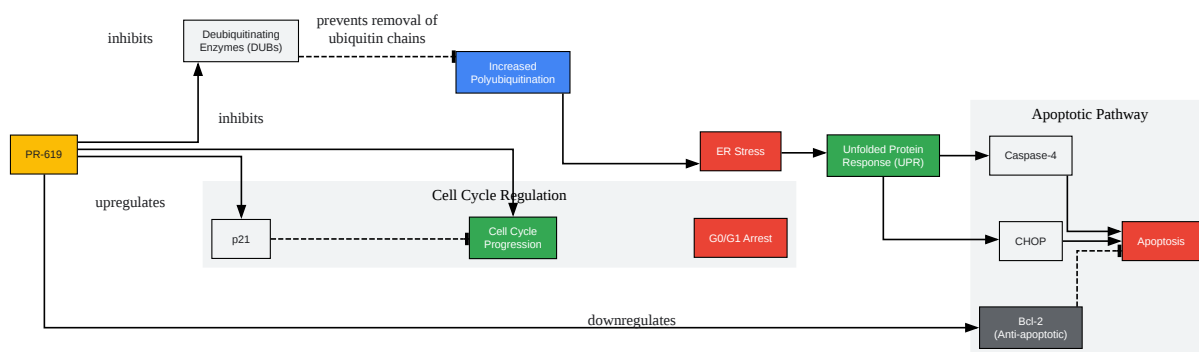 inhibits
Deubiquitinating
Enzymes (DUBs)
prevents removal of
ubiquitin chains
Increased
Polyubiquitination
inhibits
PR-619
ER Stress
Unfolded Protein
Response (UPR)
Apoptotic Pathway
Caspase-4
upregulates
Cell Cycle Regulation
p21
Cell Cycle
Progression
G0/G1 Arrest
CHOP
Apoptosis
downregulates
Bcl-2
(Anti-apoptotic)